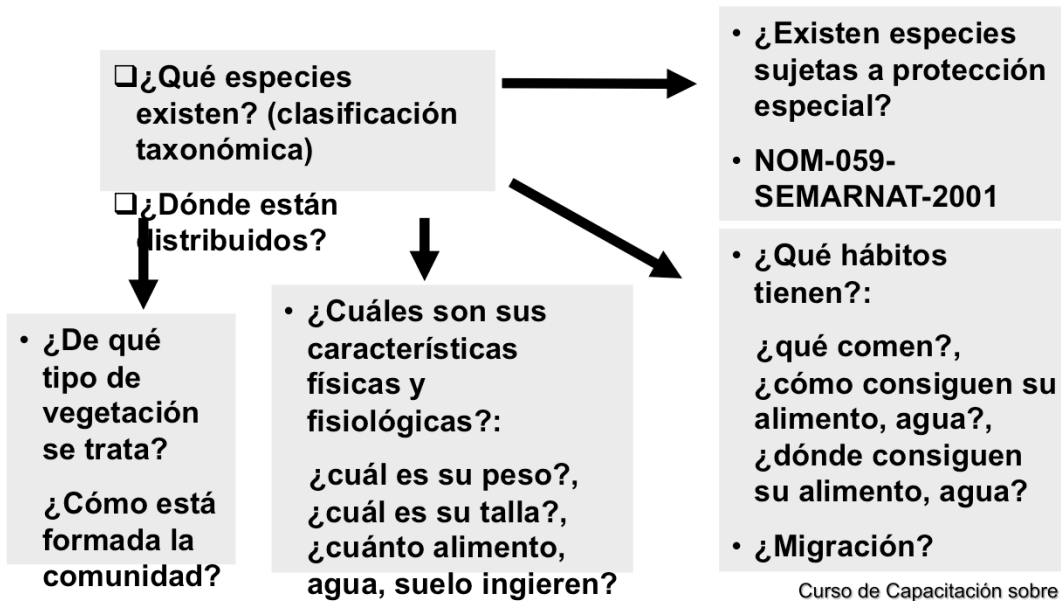 ❑¿Qué especies
existen? (clasificación
taxonómica)
❑¿Dónde están
distribuidos?
• ¿Existen especies
sujetas a protección
especial?
• NOM-059-
SEMARNAT-2001
• ¿De qué
tipo de
vegetación
se trata?
¿Cómo está
formada la
comunidad?
• ¿Cuáles son sus
características
físicas y
fisiológicas?:
¿cuál es su peso?,
¿cuál es su talla?,
¿cuánto alimento,
agua, suelo ingieren?
• ¿Qué hábitos
tienen?:
¿qué comen?,
¿cómo consiguen su
alimento, agua?,
¿dónde consiguen
su alimento, agua?
• ¿Migración?
Curso de Capacitación sobre